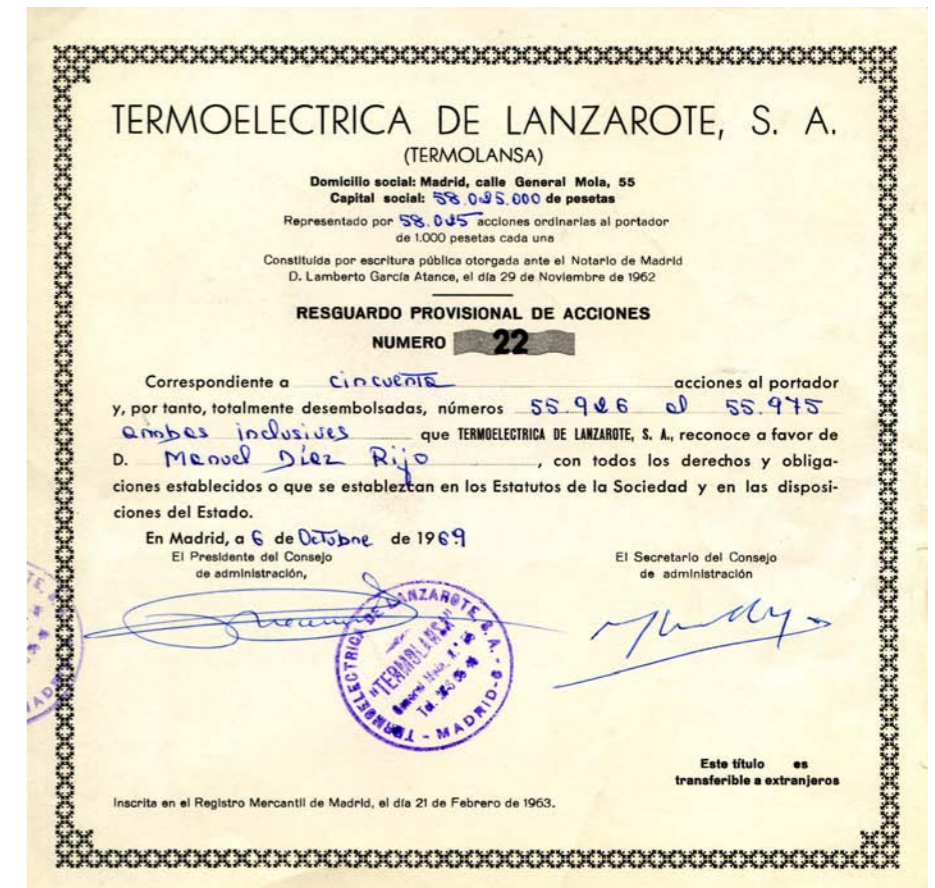 TERMOELECTRICA DE LANZAROTE, S. A.
(TERMOLANSA)
Domicilio social: Madrid, calle General Mola, 55
Capital social: 58.025.000 de pesetas
Representado por 58.025 acciones ordinarias al portador
de 1.000 pesetas cada una
Constituída por escritura pública otorgada ante el Notario de Madrid
D. Lamberto García Atance, el día 29 de Noviembre de 1962
RESGUARDO PROVISIONAL DE ACCIONES
NUMERO 22
Correspondiente a cincuenta acciones al portador
y, por tanto, totalmente desembolsadas, números 55.926 al 55.975
ambas inclusives que TERMOELECTRICA DE LANZAROTE, S. A., reconoce a favor de
D. Manuel Díez Rijo, con todos los derechos y obliga-
ciones establecidos o que se establezcan en los Estatutos de la Sociedad y en las disposi-
ciones del Estado.
En Madrid, a 6 de Octubre de 1969
El Presidente del Consejo
de administración,
El Secretario del Consejo
de administración
TERMOELECTRICA DE LANZAROTE, S. A. - MADRID-6
"TERMOLANSA"
General Mola, n.º
Tel.
Este título es
transferible a extranjeros
Inscrita en el Registro Mercantil de Madrid, el día 21 de Febrero de 1963.